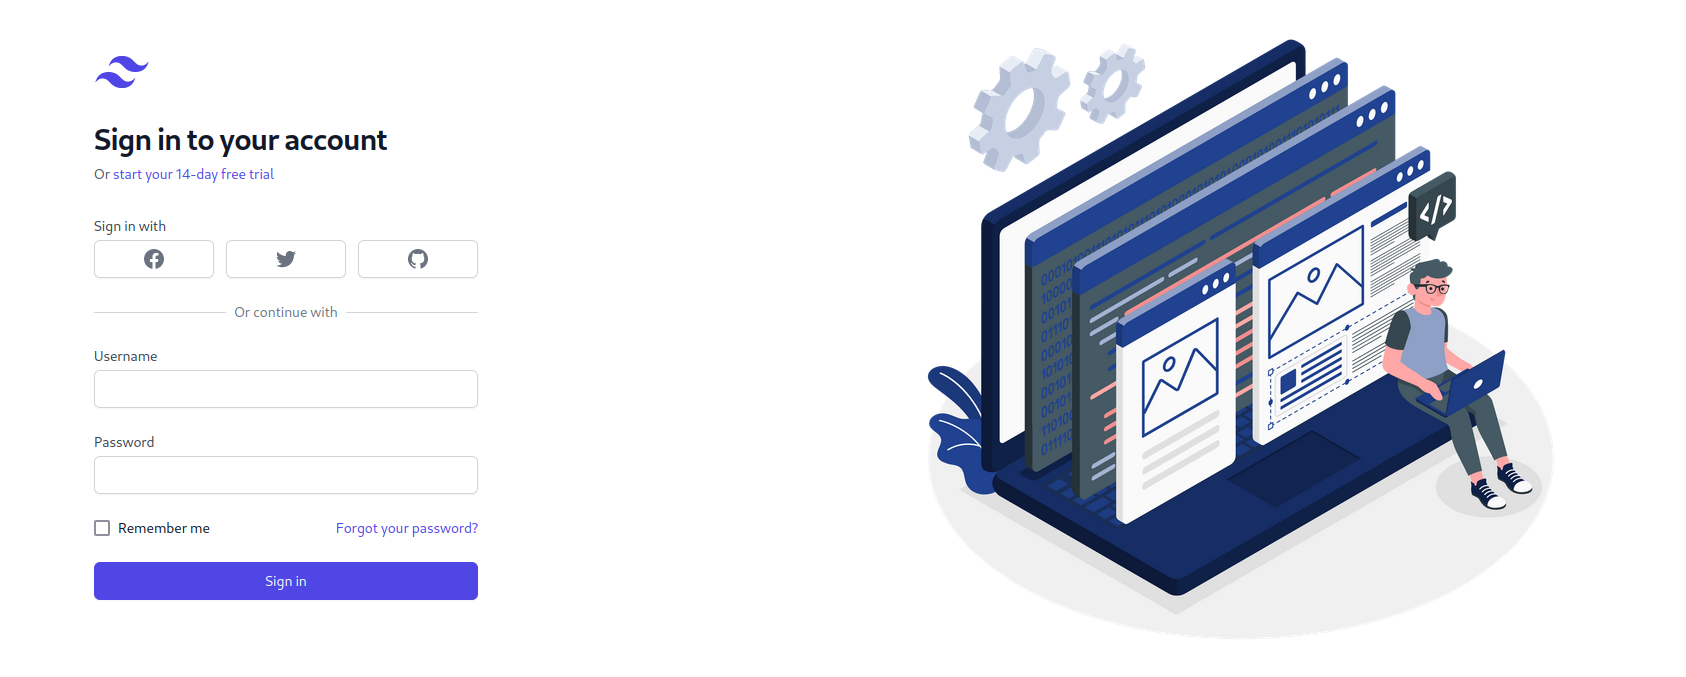 Sign in to your account
Or start your 14-day free trial
Sign in with
Or continue with
Username
Password
Remember me
Forgot your password?
Sign in
</>